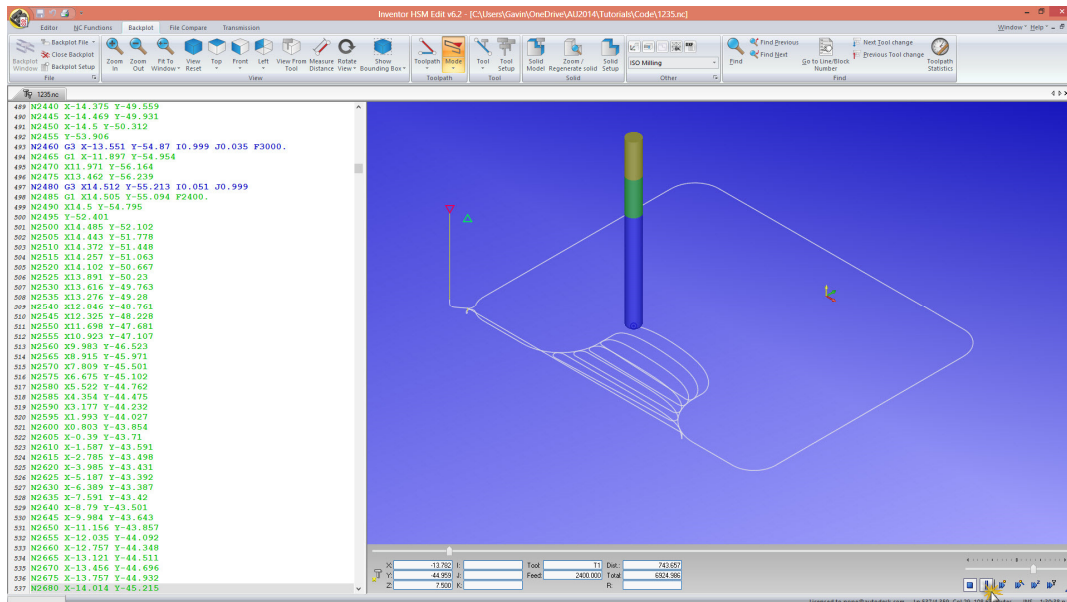 Inventor HSM Edit v6.2 - [C:\Users\Gavin\OneDrive\AU2014\Tutorials\Code\1235.nc]
Editor NC Functions Backplot File Compare Transmission Window Help
Backplot Window
Backplot File
Close Backplot
Backplot Setup
Zoom In
Zoom Out
Fit To Window
View Reset
Top
Front
Left
View From Tool
Measure Distance
Rotate View
Show Bounding Box
Toolpath
Mode
Tool
Tool Setup
Solid Model
Zoom / Regenerate solid
Solid Setup
ISO Milling
Find
Find Previous
Find Next
Go to Line/Block Number
Next Tool change
Previous Tool change
Toolpath Statistics
File View Toolpath Tool Solid Other Find
1235.nc
489 N2440 X-14.375 Y-49.559
490 N2445 X-14.469 Y-49.931
491 N2450 X-14.5 Y-50.312
492 N2455 Y-53.906
493 N2460 G3 X-13.551 Y-54.87 I0.999 J0.035 F3000.
494 N2465 G1 X-11.897 Y-54.954
495 N2470 X11.971 Y-56.164
496 N2475 X13.462 Y-56.239
497 N2480 G3 X14.512 Y-55.213 I0.051 J0.999
498 N2485 G1 X14.505 Y-55.094 F2400.
499 N2490 X14.5 Y-54.795
500 N2495 Y-52.401
501 N2500 X14.485 Y-52.102
502 N2505 X14.443 Y-51.778
503 N2510 X14.372 Y-51.448
504 N2515 X14.257 Y-51.063
505 N2520 X14.102 Y-50.667
506 N2525 X13.891 Y-50.23
507 N2530 X13.616 Y-49.763
508 N2535 X13.276 Y-49.28
509 N2540 X12.846 Y-48.761
510 N2545 X12.325 Y-48.228
511 N2550 X11.698 Y-47.681
512 N2555 X10.923 Y-47.107
513 N2560 X9.983 Y-46.523
514 N2565 X8.915 Y-45.971
515 N2570 X7.809 Y-45.501
516 N2575 X6.675 Y-45.102
517 N2580 X5.522 Y-44.762
518 N2585 X4.354 Y-44.475
519 N2590 X3.177 Y-44.232
520 N2595 X1.993 Y-44.027
521 N2600 X0.803 Y-43.854
522 N2605 X-0.39 Y-43.71
523 N2610 X-1.587 Y-43.591
524 N2615 X-2.785 Y-43.498
525 N2620 X-3.985 Y-43.431
526 N2625 X-5.187 Y-43.392
527 N2630 X-6.389 Y-43.387
528 N2635 X-7.591 Y-43.42
529 N2640 X-8.79 Y-43.501
530 N2645 X-9.984 Y-43.643
531 N2650 X-11.156 Y-43.857
532 N2655 X-12.035 Y-44.092
533 N2660 X-12.757 Y-44.348
534 N2665 X-13.121 Y-44.511
535 N2670 X-13.456 Y-44.696
536 N2675 X-13.757 Y-44.932
537 N2680 X-14.014 Y-45.215
X: -13.782 I: Tool: T1 Dist.: 743.657
Y: -44.959 J: Feed: 2400.000 Total: 6924.986
Z: 7.500 K: R: